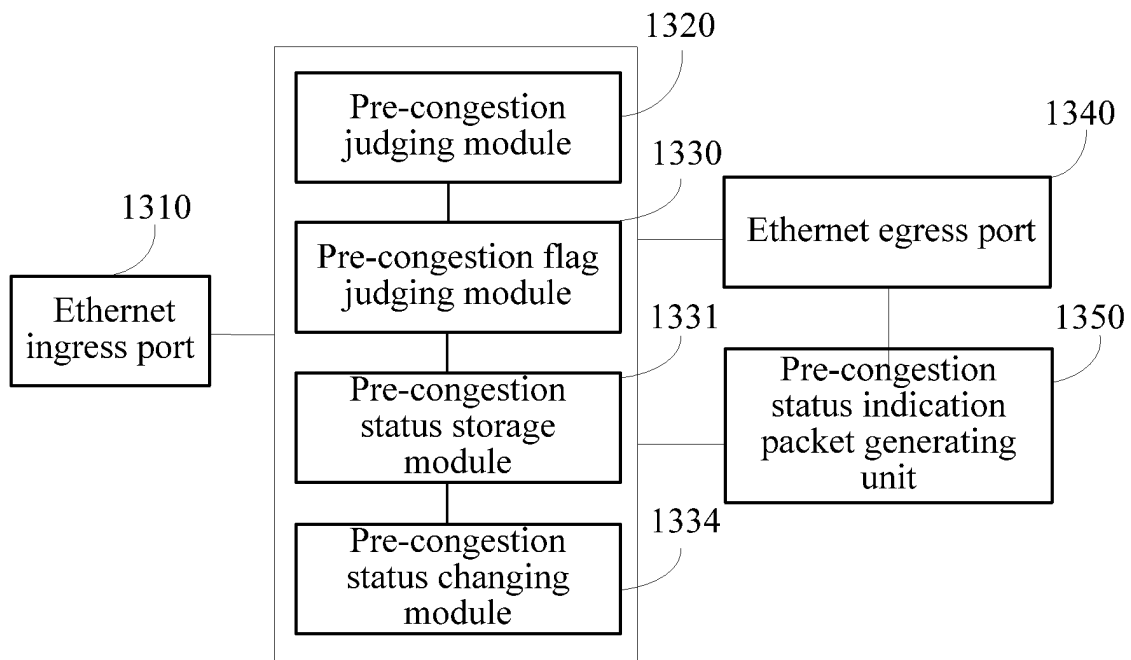 1320
Pre-congestion
judging module
1340
1330
1310
Ethernet egress port
Pre-congestion flag
judging module
Ethernet
ingress port
1331
1350
Pre-congestion
status storage
module
Pre-congestion
status indication
packet generating
unit
1334
Pre-congestion
status changing
module